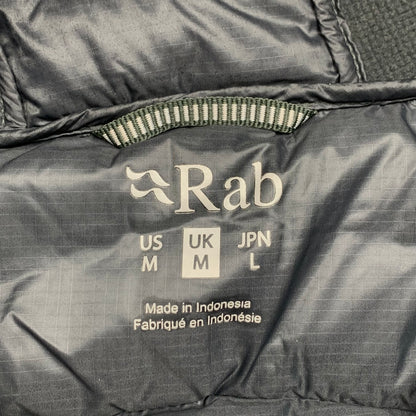 Rab
US UK JPN
M M L
Made in Indonesia
Fabriqué en Indonésie